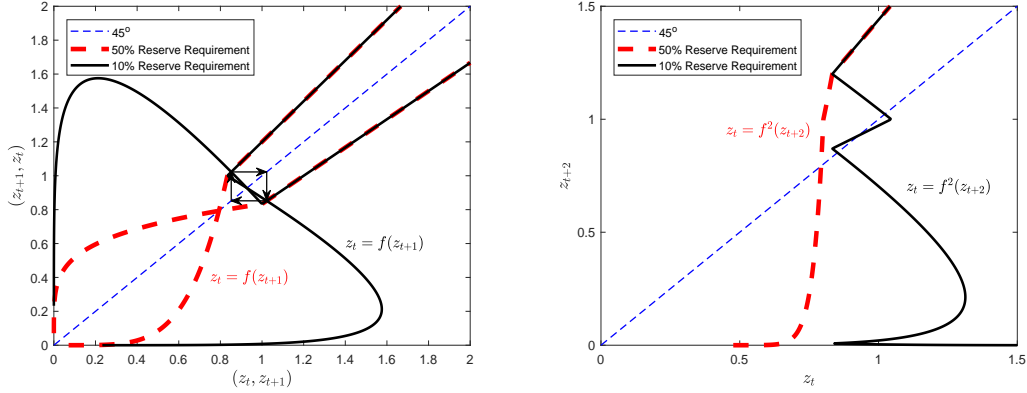 45°
50% Reserve Requirement
10% Reserve Requirement
z_t = f(z_{t+1})
z_t = f(z_{t+1})
(z_{t+1}, z_t)
2
1.8
1.6
1.4
1.2
1
0.8
0.6
0.4
0.2
0
0 0.2 0.4 0.6 0.8 1 1.2 1.4 1.6 1.8 2
(z_t, z_{t+1})
45°
50% Reserve Requirement
10% Reserve Requirement
z_t = f^2(z_{t+2})
z_t = f^2(z_{t+2})
z_{t+2}
1.5
1
0.5
0
0 0.5 1 1.5
z_t